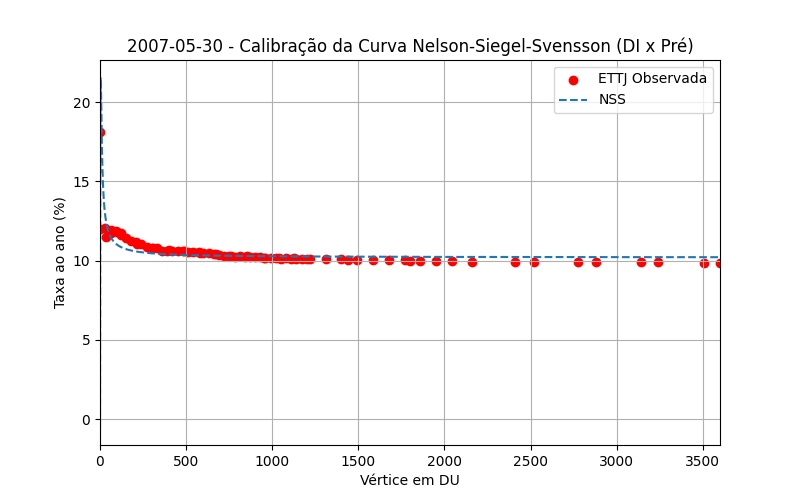 2007-05-30 - Calibração da Curva Nelson-Siegel-Svensson (DI x Pré)
ETTJ Observada
NSS
Taxa ao ano (%)
20
15
10
5
0
0 500 1000 1500 2000 2500 3000 3500
Vértice em DU